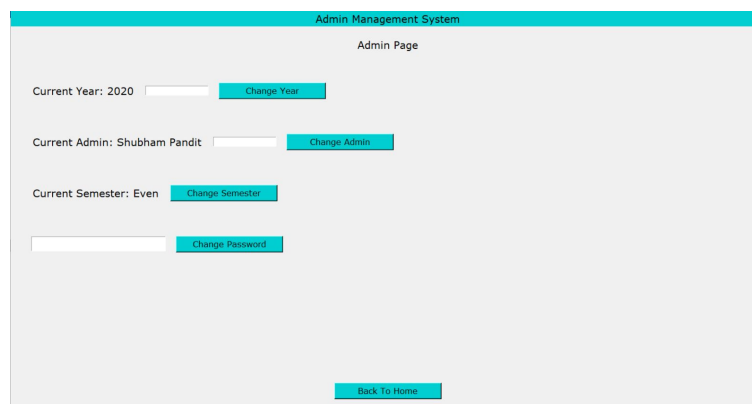 Admin Management System
Admin Page
Current Year: 2020 Change Year
Current Admin: Shubham Pandit Change Admin
Current Semester: Even Change Semester
Change Password
Back To Home